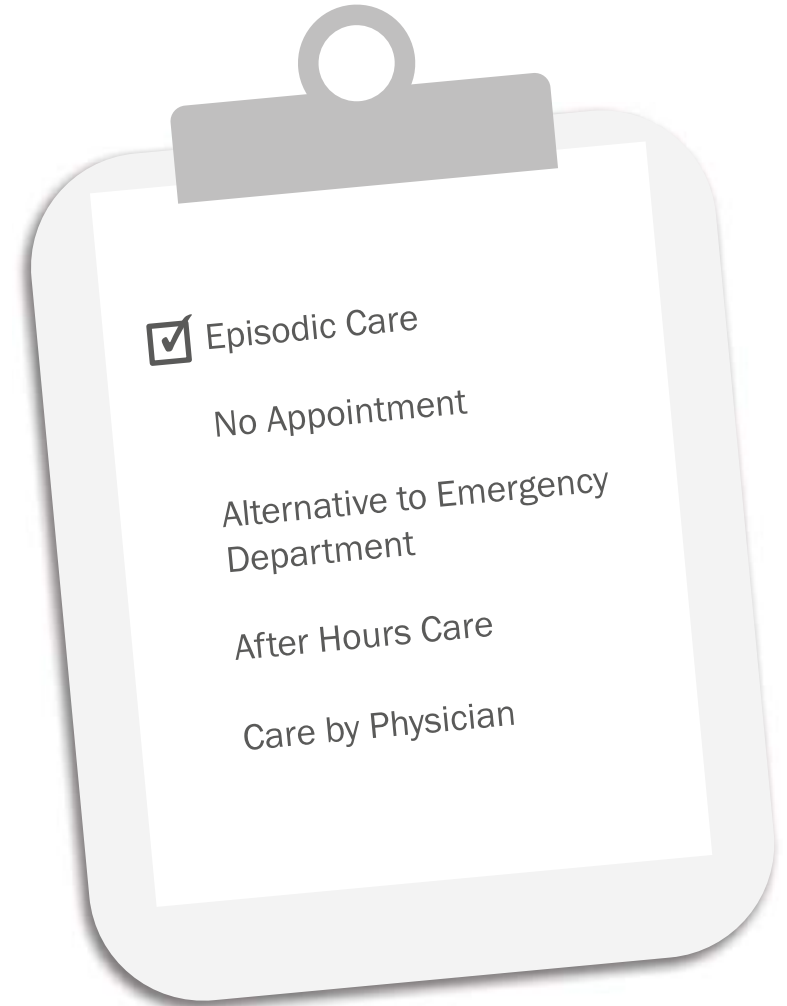 Episodic Care
No Appointment
Alternative to Emergency
Department
After Hours Care
Care by Physician